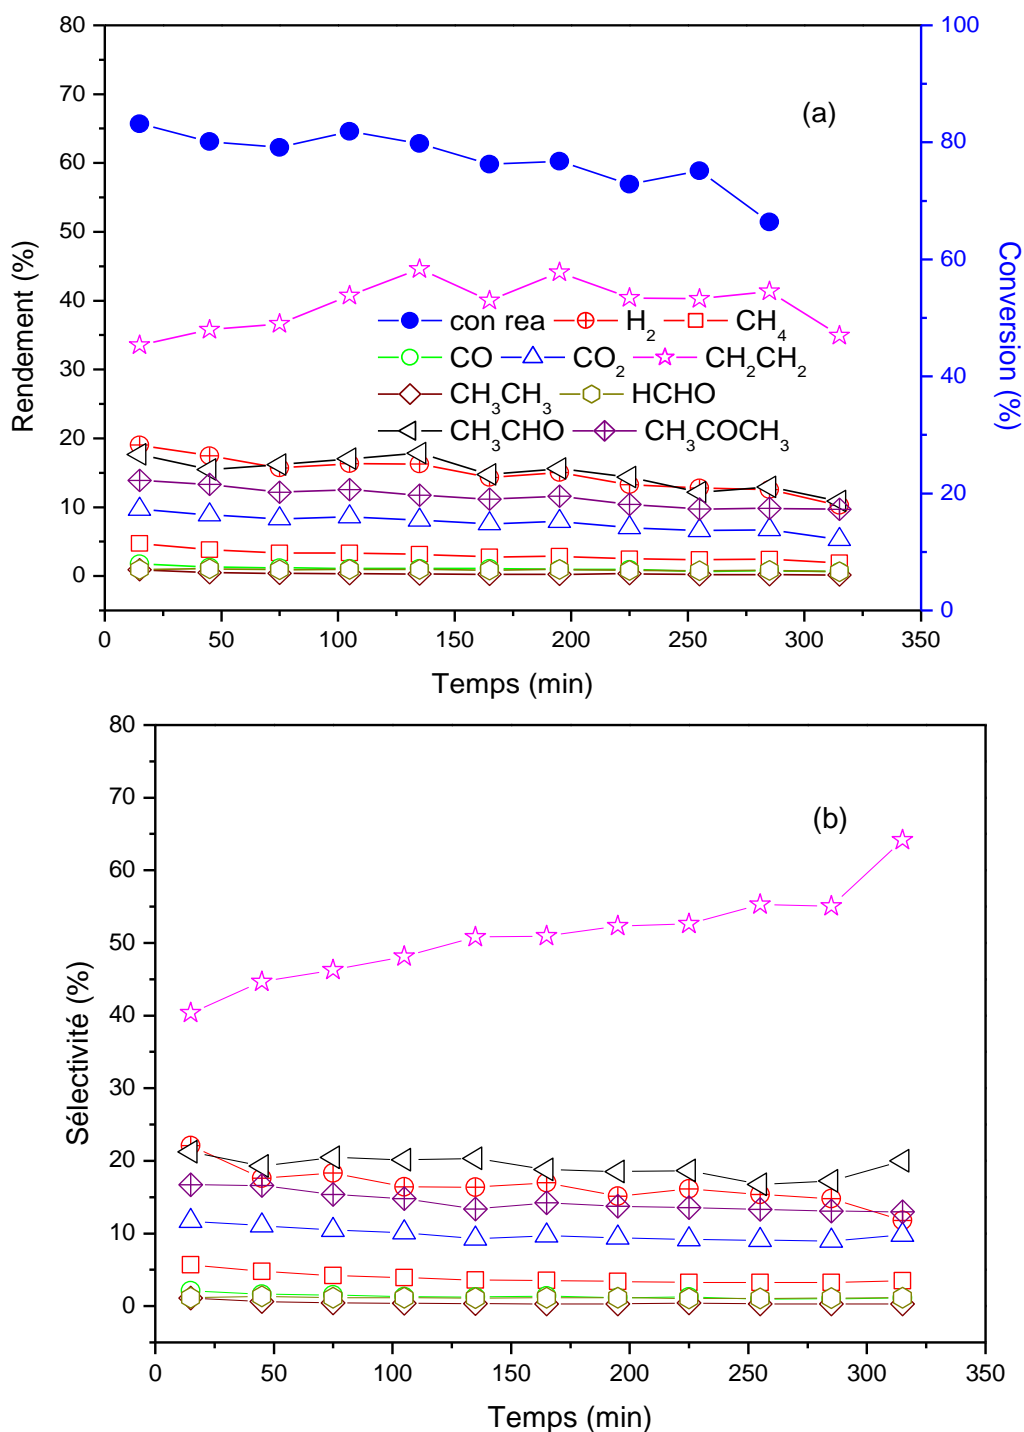 80
70
60
50
40
30
20
10
0
Rendement (%)
100
80
60
40
20
0
Conversion (%)
(a)
con rea H₂ CH₄
CO CO₂ CH₂CH₂
CH₃CH₃ HCHO
CH₃CHO CH₃COCH₃
0 50 100 150 200 250 300 350
Temps (min)
80
70
60
50
40
30
20
10
0
Sélectivité (%)
(b)
0 50 100 150 200 250 300 350
Temps (min)